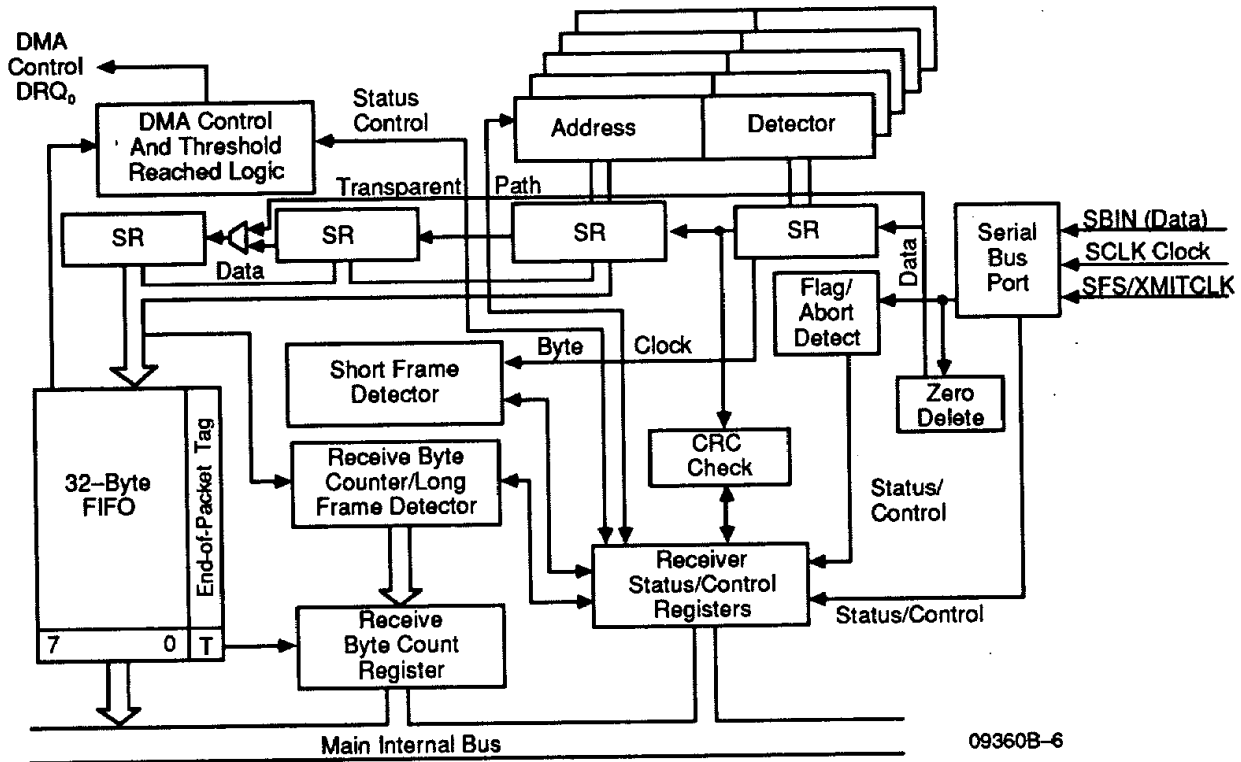 DMA
Control
DRQ₀
DMA Control
And Threshold
Reached Logic
Status
Control
Address
Detector
Transparent Path
SR
SR
SR
SR
Data
Data
Serial
Bus
Port
SBIN (Data)
SCLK Clock
SFS/XMITCLK
Flag/
Abort
Detect
Byte Clock
Short Frame
Detector
Zero
Delete
32–Byte
FIFO
End-of-Packet Tag
Receive Byte
Counter/Long
Frame Detector
CRC
Check
Status/
Control
Receiver
Status/Control
Registers
Status/Control
7 0 T
Receive
Byte Count
Register
Main Internal Bus
09360B–6